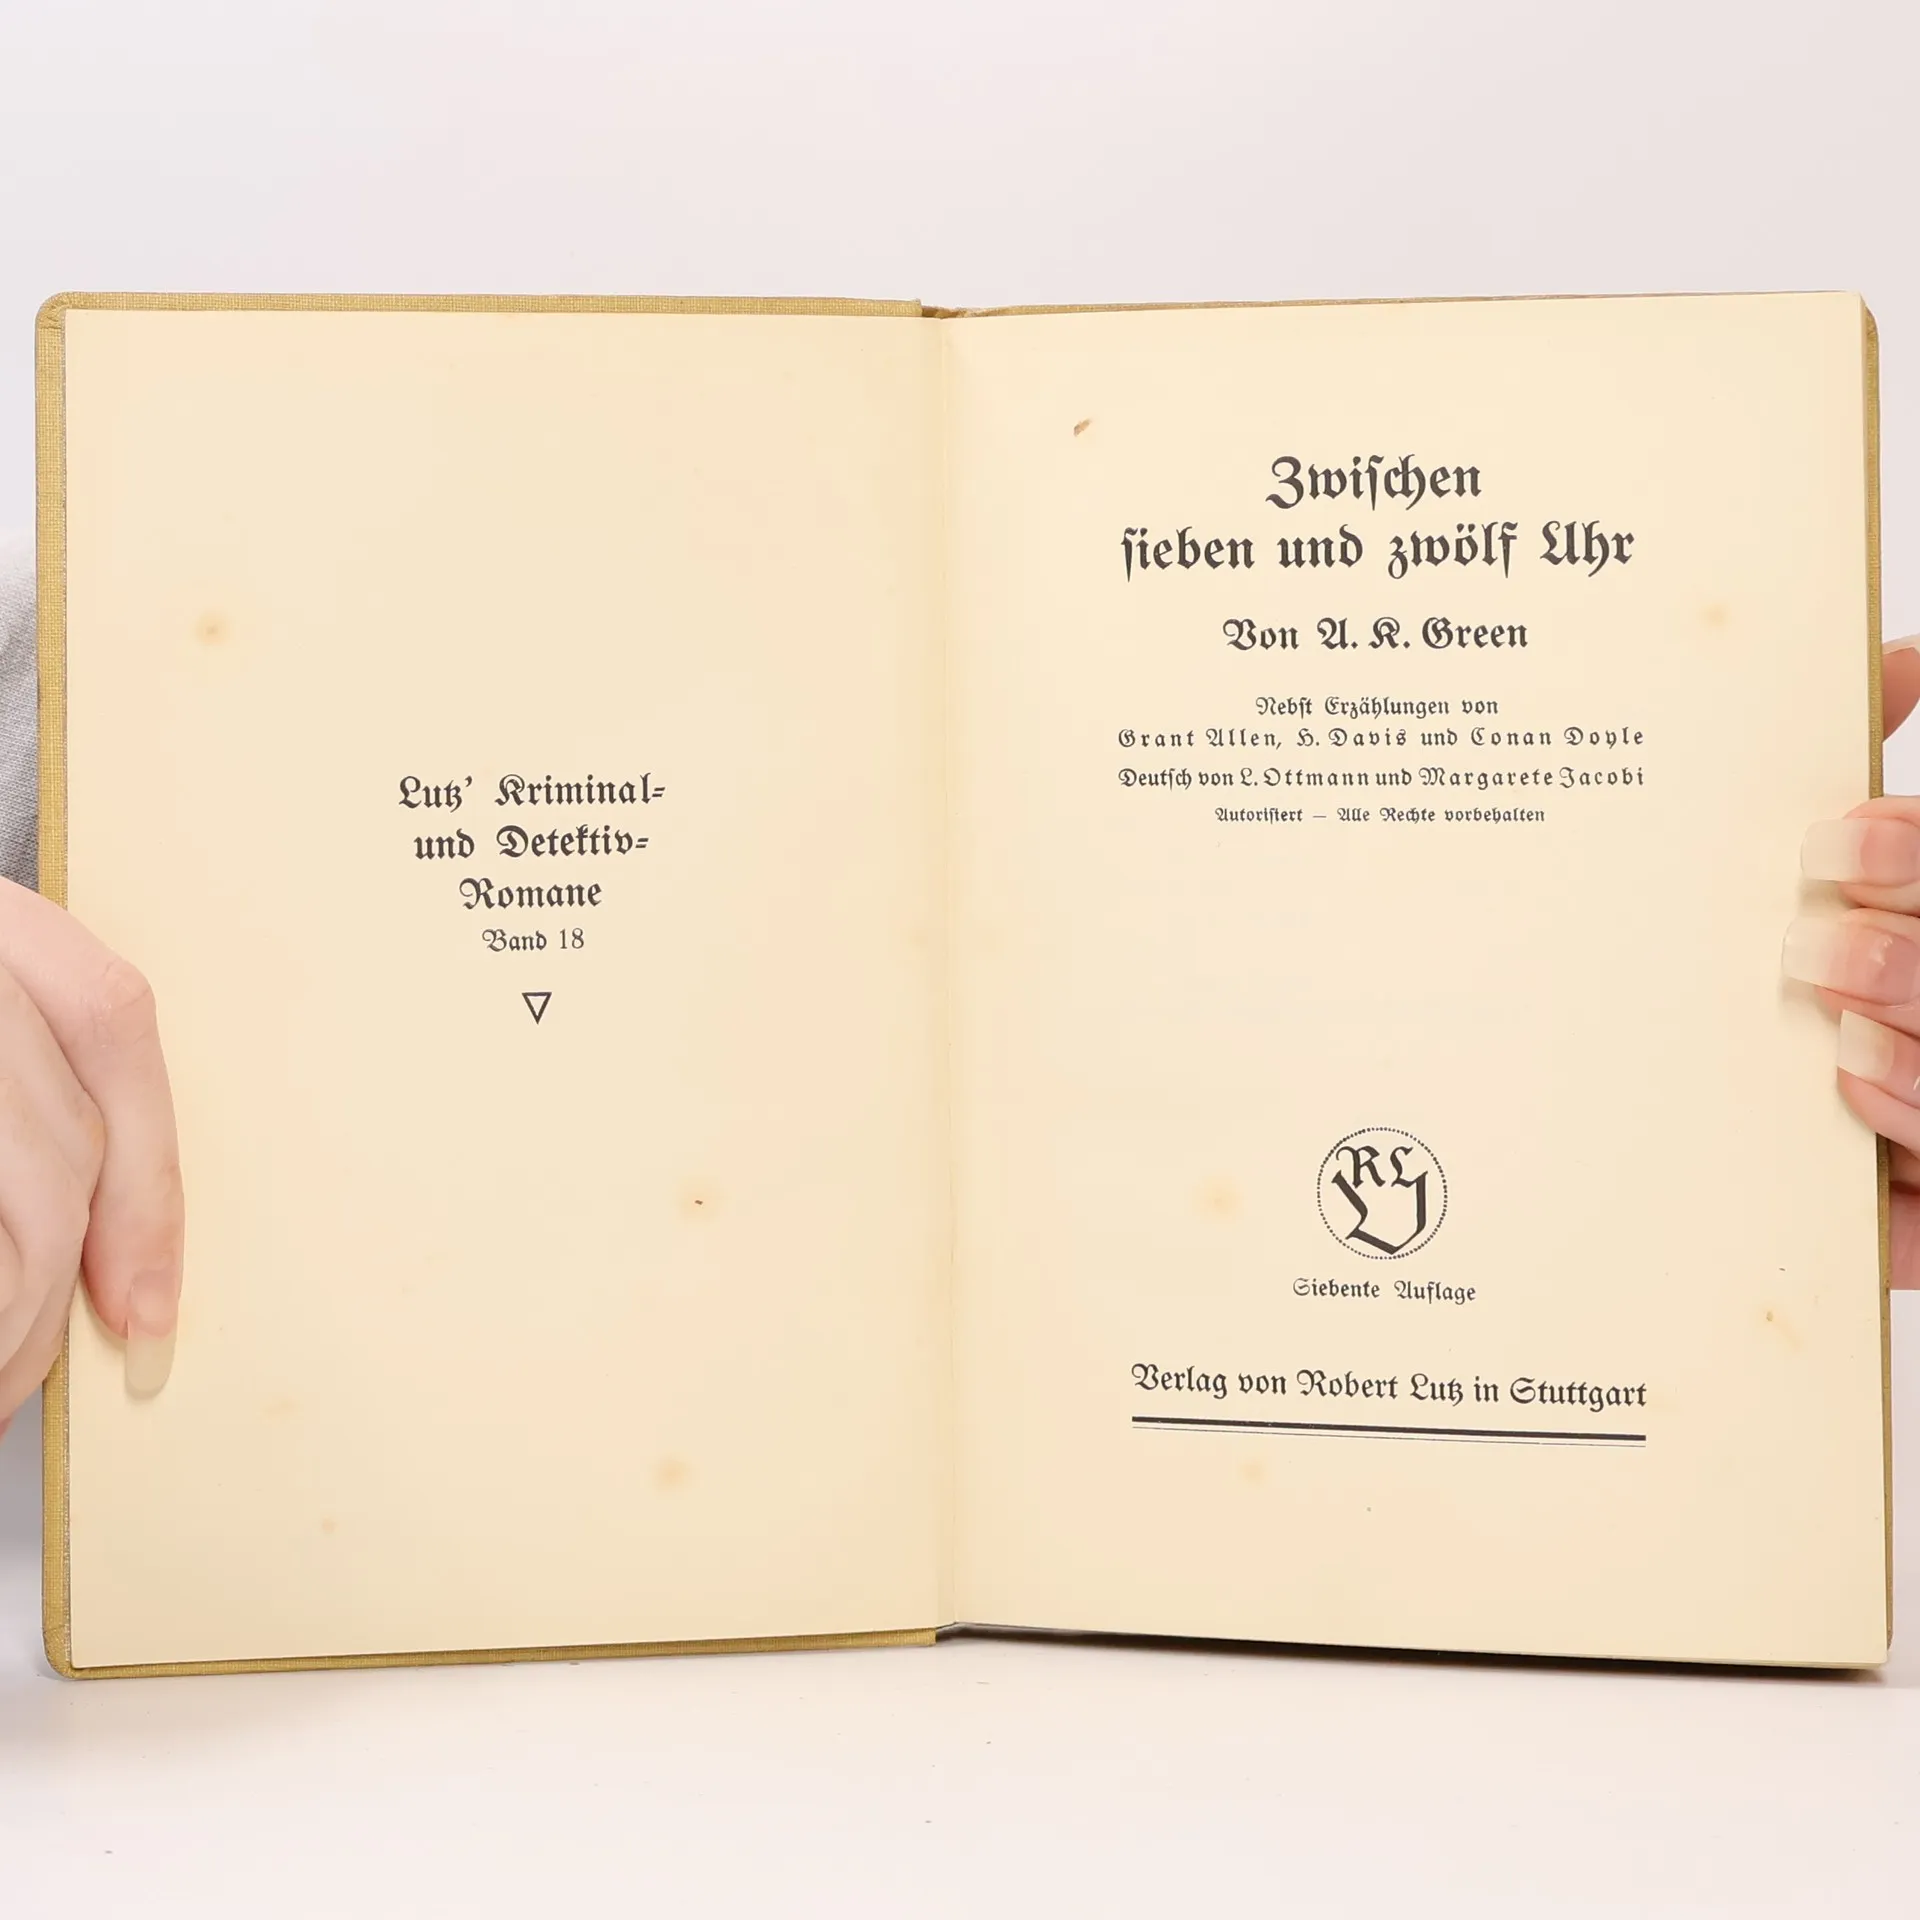 Lutz’ Kriminal-
und Detektiv-
Romane
Band 18
Zwiſchen
ſieben und zwölf Uhr
Von A. K. Green
Nebſt Erzählungen von
Grant Allen, H. Davis und Conan Doyle
Deutſch von L. Ottmann und Margarete Jacobi
Autoriſiert — Alle Rechte vorbehalten
RL
Siebente Auflage
Verlag von Robert Lutz in Stuttgart